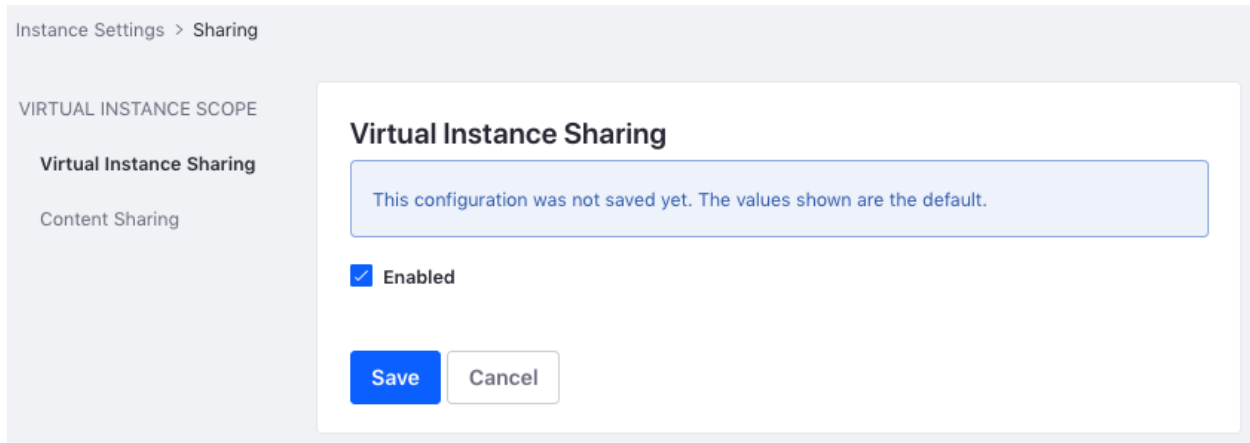 Instance Settings > Sharing
VIRTUAL INSTANCE SCOPE
Virtual Instance Sharing
Content Sharing
Virtual Instance Sharing
This configuration was not saved yet. The values shown are the default.
Enabled
Save Cancel